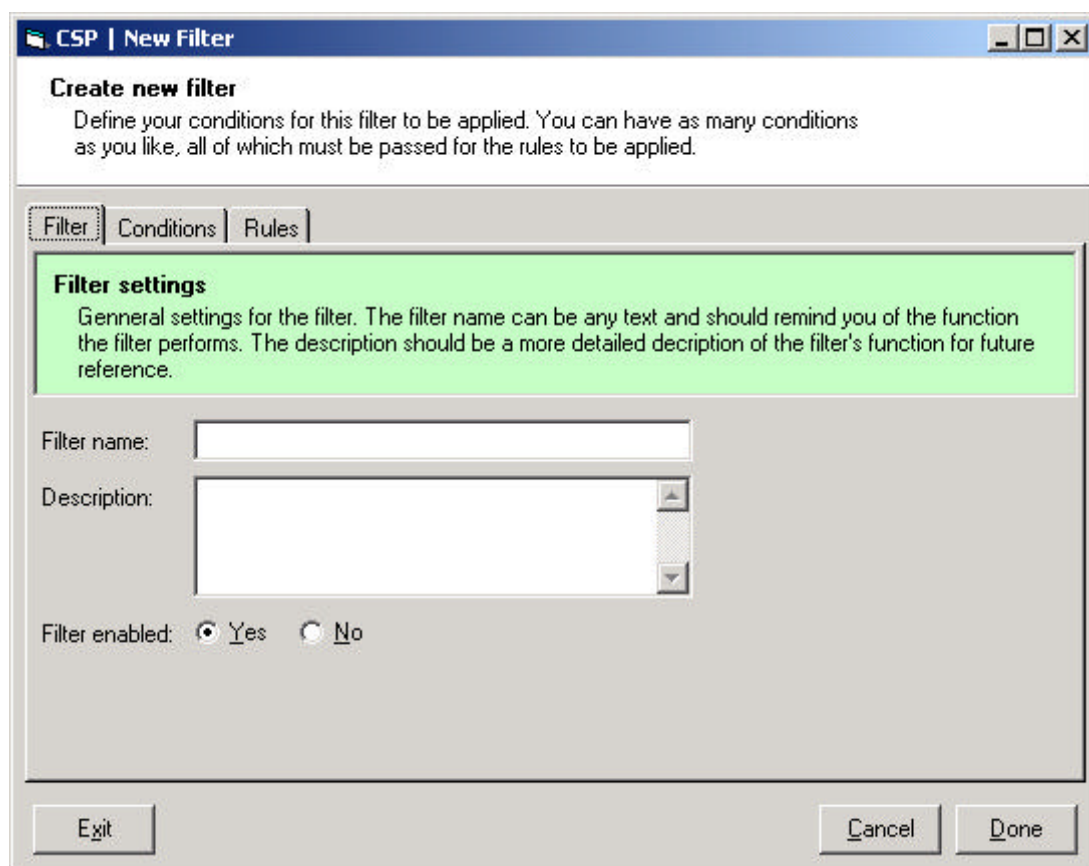 CSP | New Filter
Create new filter
Define your conditions for this filter to be applied. You can have as many conditions
as you like, all of which must be passed for the rules to be applied.
Filter Conditions Rules
Filter settings
Genneral settings for the filter. The filter name can be any text and should remind you of the function
the filter performs. The description should be a more detailed decription of the filter's function for future
reference.
Filter name:
Description:
Filter enabled: Yes No
Exit Cancel Done